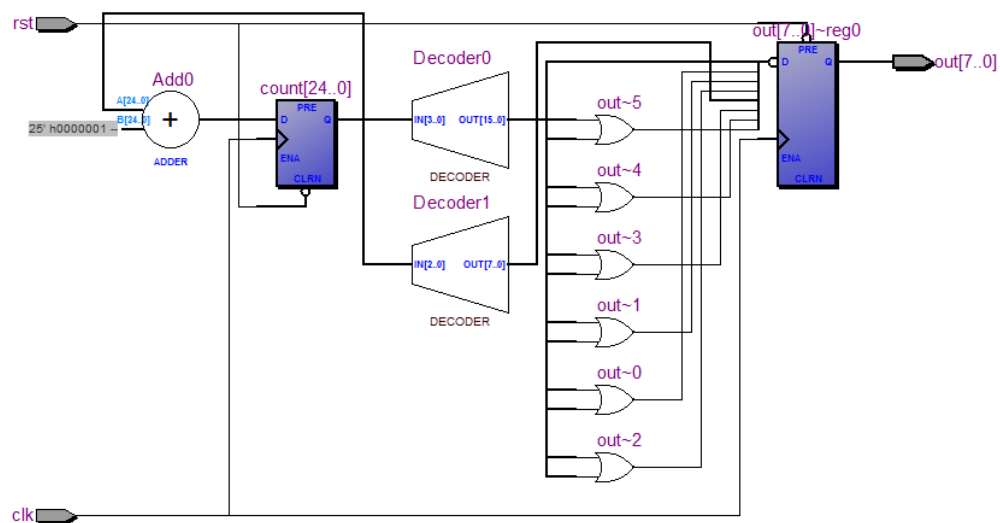 rst
Add0
A[24..0]
B[24..0]
25' h0000001 --
+
ADDER
count[24..0]
PRE
D
Q
ENA
CLRN
Decoder0
IN[3..0]
OUT[15..0]
DECODER
Decoder1
IN[2..0]
OUT[7..0]
DECODER
out~5
out~4
out~3
out~1
out~0
out~2
out[7..0]~reg0
PRE
D
Q
ENA
CLRN
out[7..0]
clk